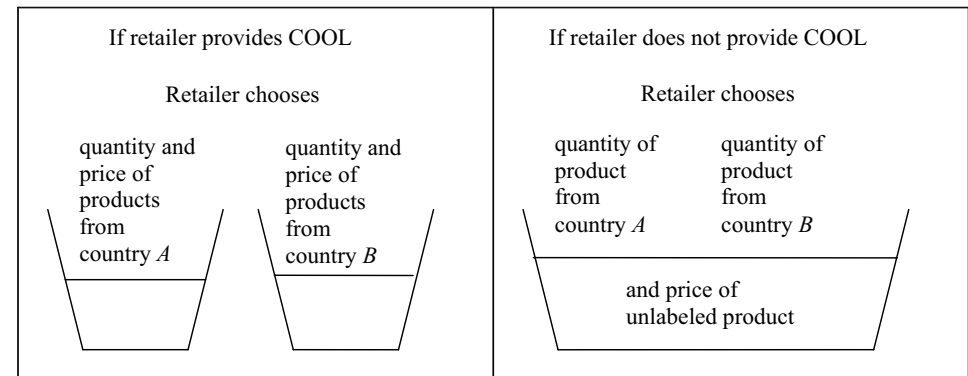 If retailer provides COOL
Retailer chooses
quantity and
price of
products
from
country A
quantity and
price of
products
from
country B
If retailer does not provide COOL
Retailer chooses
quantity of
product
from
country A
quantity of
product
from
country B
and price of
unlabeled product